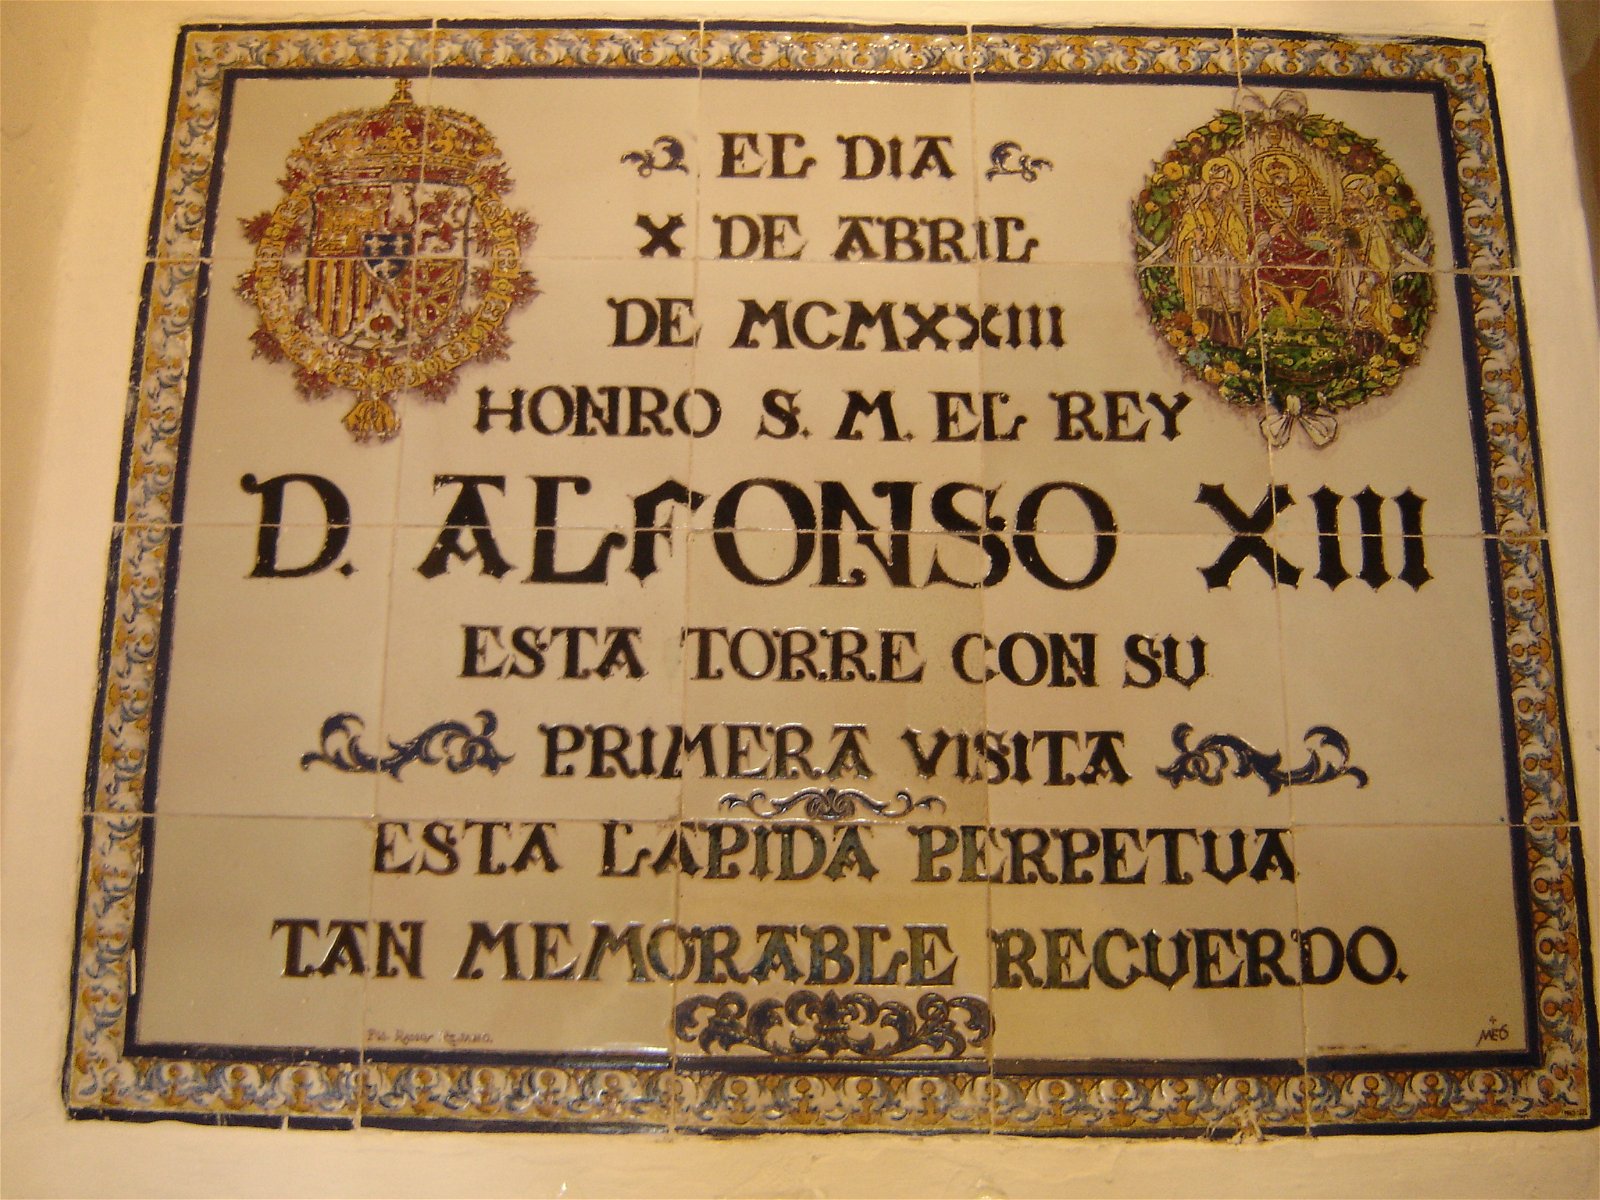 EL DIA
X DE ABRIL
DE MCMXXIII
HONRO S. M. EL REY
D. ALFONSO XIII
ESTA TORRE CON SU
PRIMERA VISITA
ESTA LAPIDA PERPETUA
TAN MEMORABLE RECUERDO.